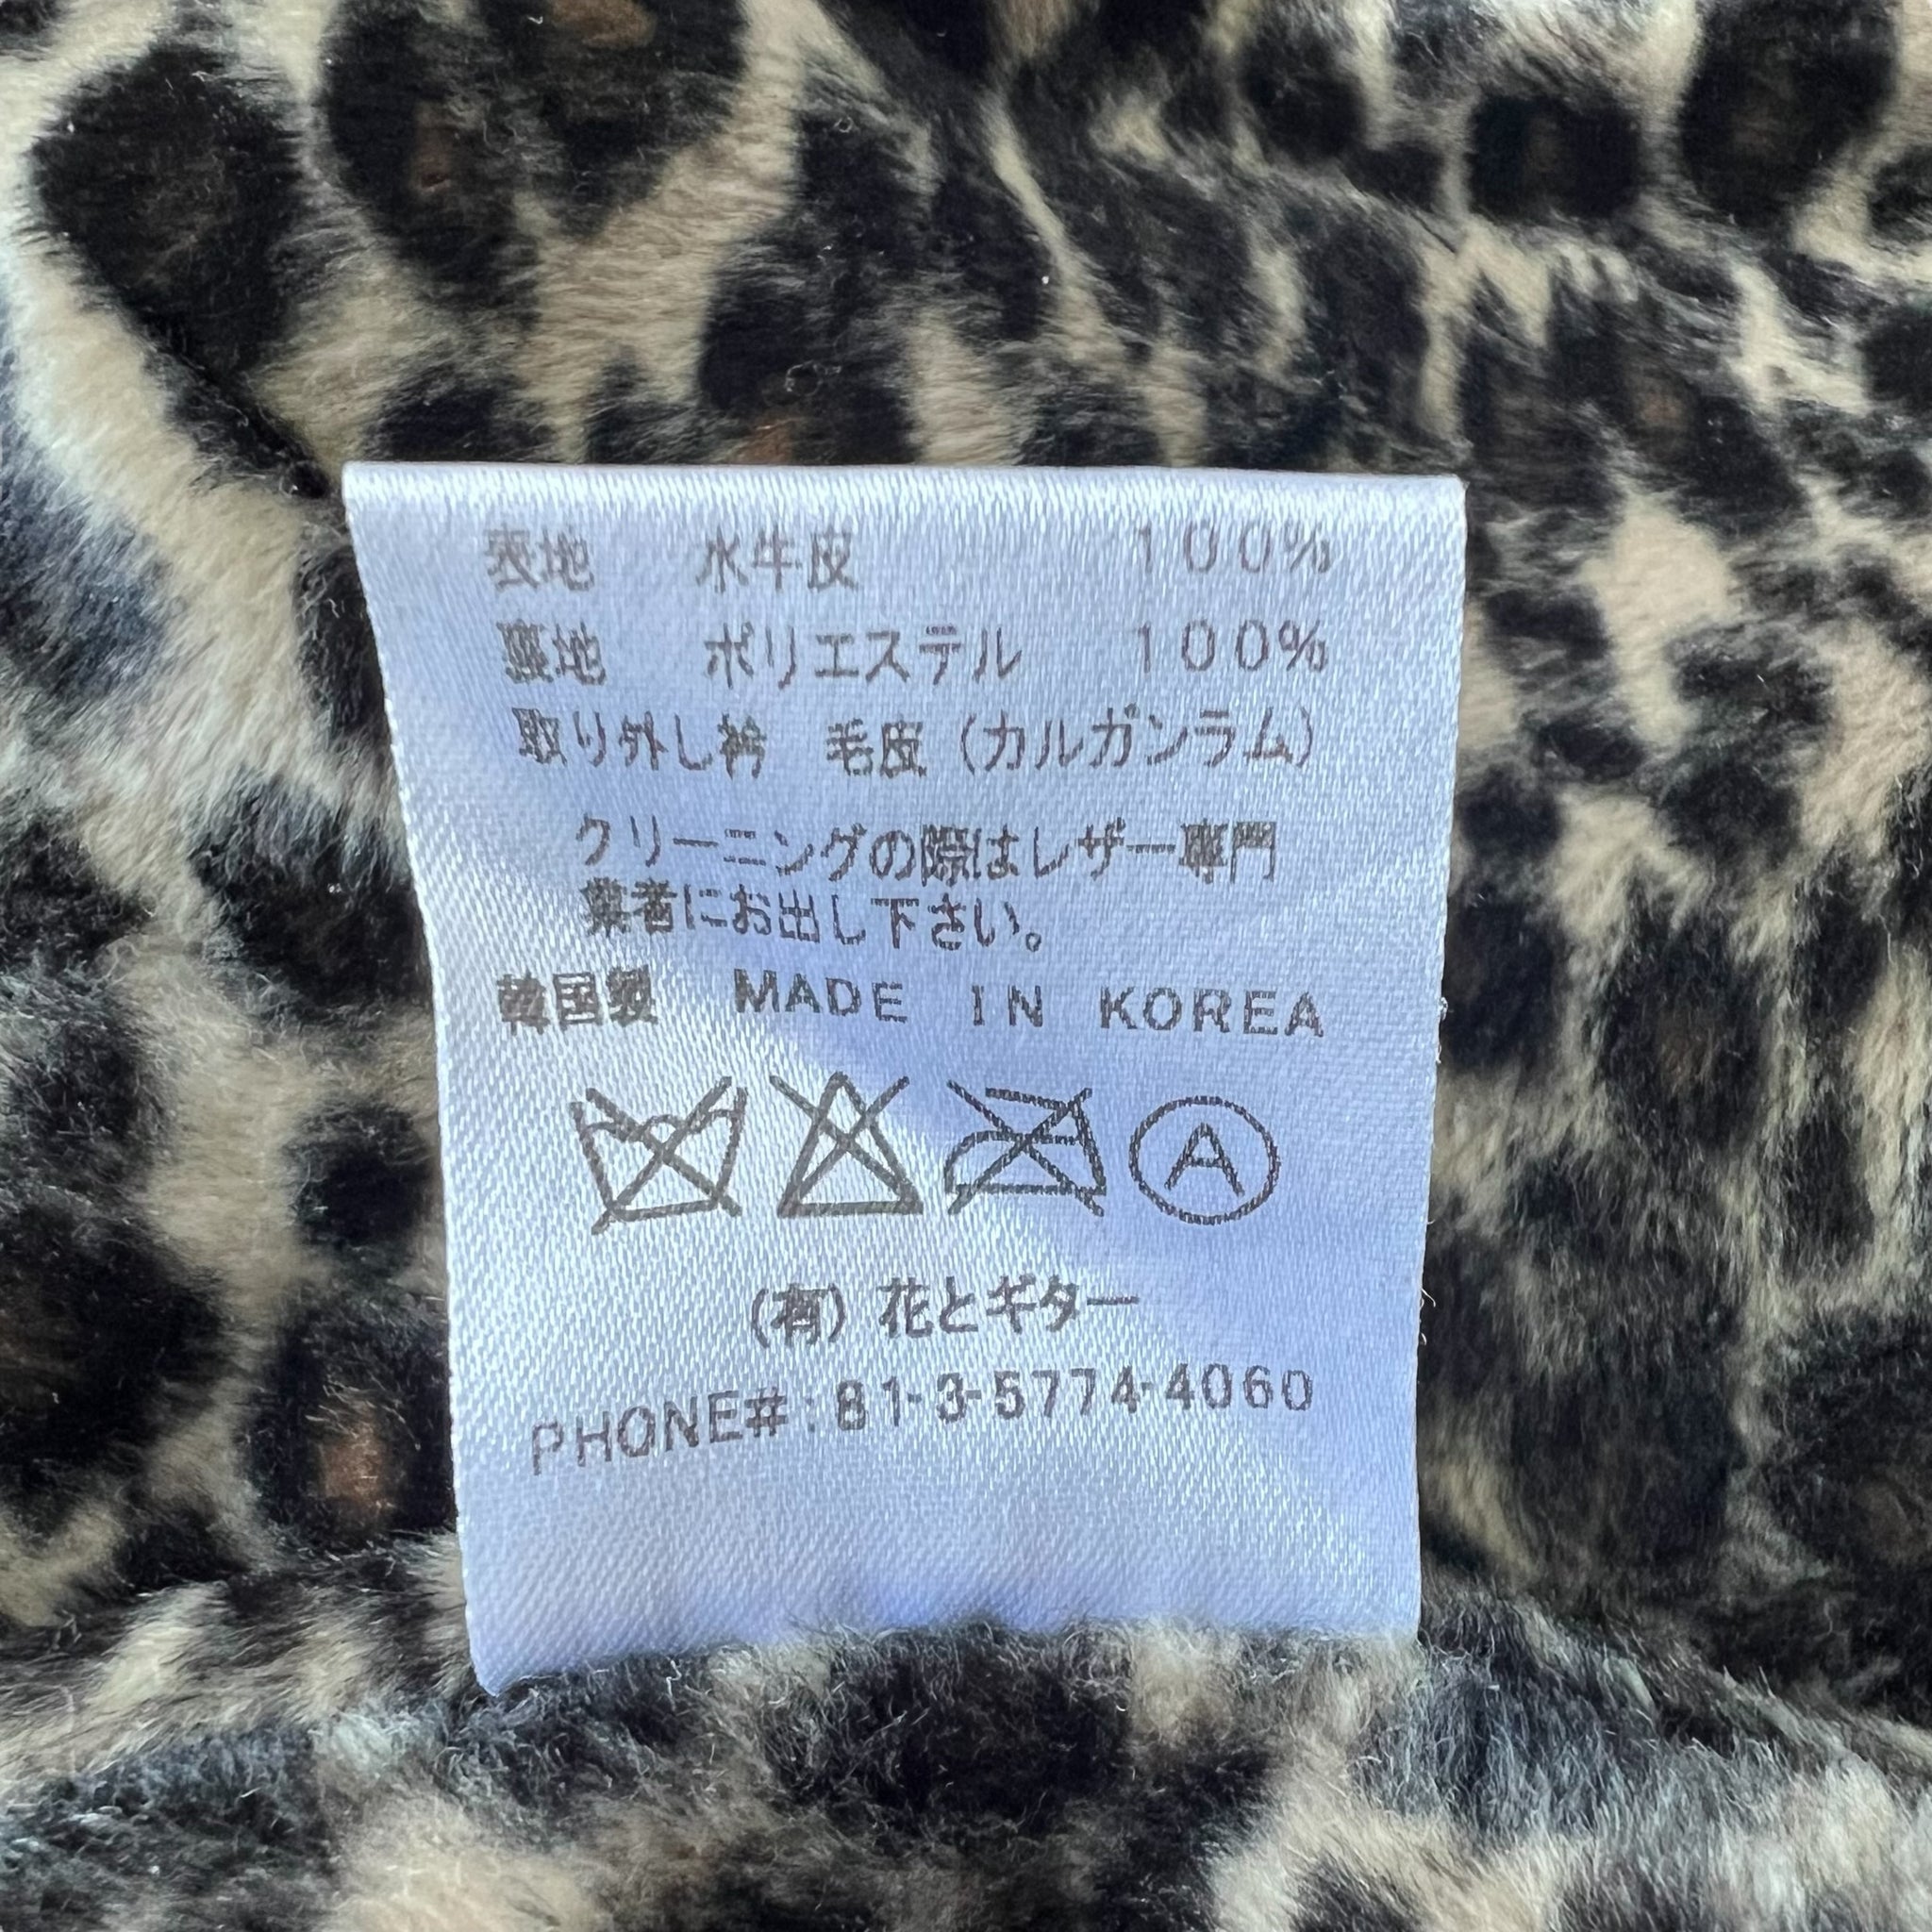 表地 水牛皮 100%
裏地 ポリエステル 100%
取り外し衿 毛皮（カルガンラム）
クリーニングの際はレザー専門
業者にお出し下さい。
韓国製 MADE IN KOREA
A
(有) 花とギター
PHONE#:81-3-5774-4060